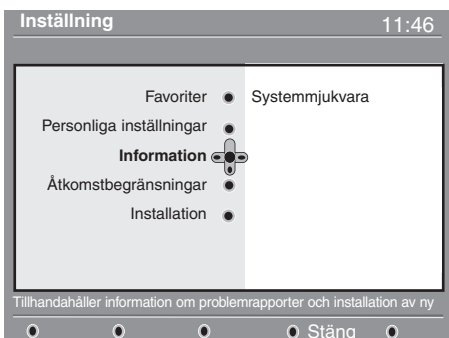 Inställning 11:46
Favoriter Systemmjukvara
Personliga inställningar
Information
Åtkomstbegränsningar
Installation
Tillhandahåller information om problemrapporter och installation av ny
Stäng